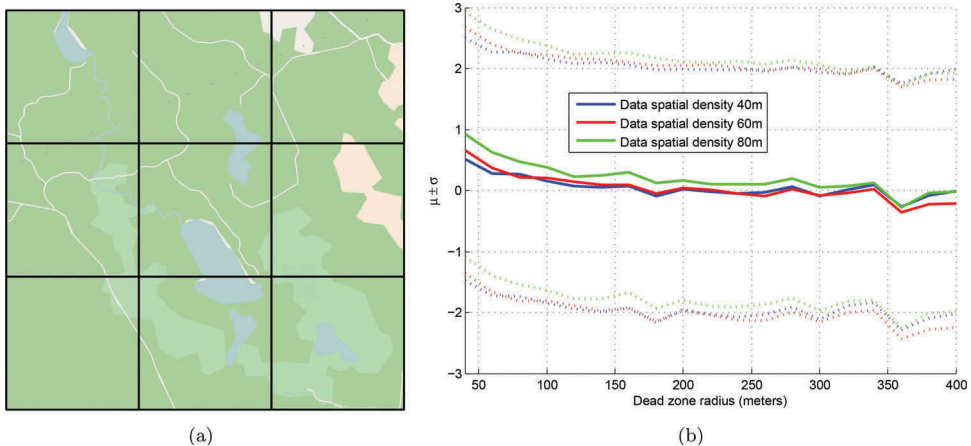 3
2
1
0
−1
−2
−3
μ ± σ
Data spatial density 40m
Data spatial density 60m
Data spatial density 80m
50 100 150 200 250 300 350 400
Dead zone radius (meters)
(a) (b)